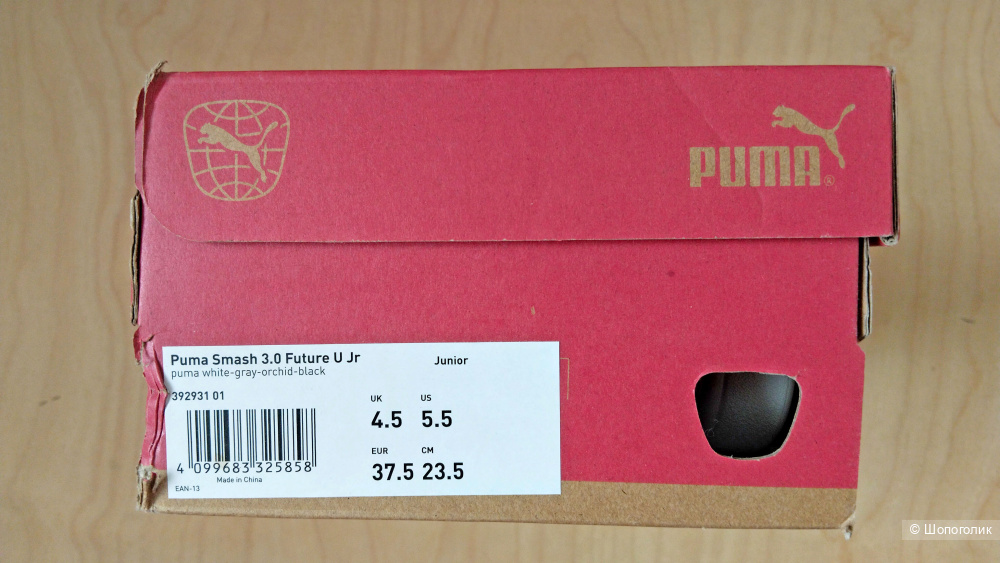 PUMA®
Puma Smash 3.0 Future U Jr
Junior
puma white-gray-orchid-black
392931 01
UK US
4.5 5.5
EUR CM
37.5 23.5
4 099683 325858
Made in China
EAN-13
© Шопоголик